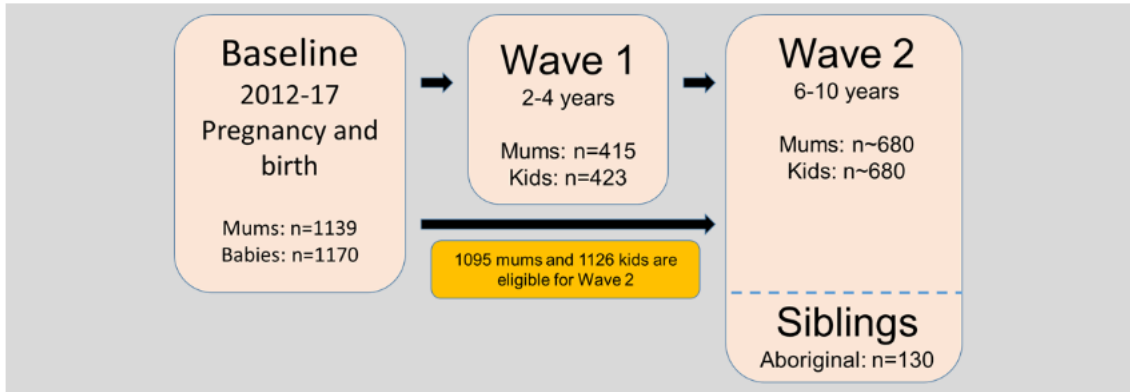 Baseline
2012-17
Pregnancy and
birth
Mums: n=1139
Babies: n=1170
Wave 1
2-4 years
Mums: n=415
Kids: n=423
1095 mums and 1126 kids are
eligible for Wave 2
Wave 2
6-10 years
Mums: n~680
Kids: n~680
Siblings
Aboriginal: n=130